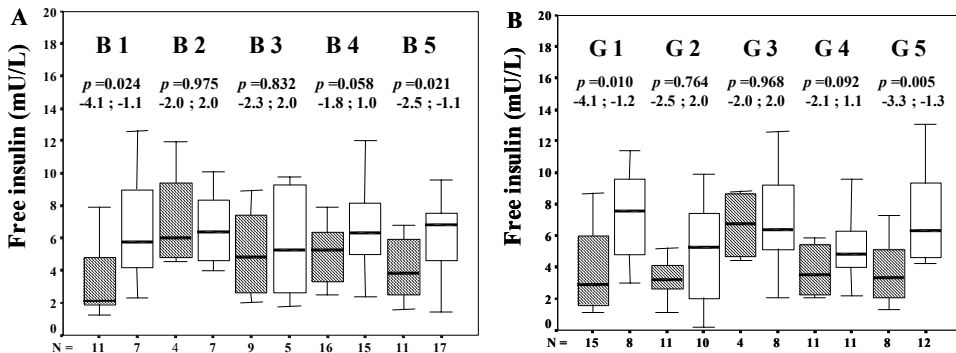 A
Free insulin (mU/L)
20
18
16
14
12
10
8
6
4
2
0
B 1 B 2 B 3 B 4 B 5
p =0.024 p =0.975 p =0.832 p =0.058 p =0.021
-4.1 ; -1.1 -2.0 ; 2.0 -2.3 ; 2.0 -1.8 ; 1.0 -2.5 ; -1.1
N = 11 7 4 7 9 5 16 15 11 17
B
Free insulin (mU/L)
20
18
16
14
12
10
8
6
4
2
0
G 1 G 2 G 3 G 4 G 5
p =0.010 p =0.764 p =0.968 p =0.092 p =0.005
-4.1 ; -1.2 -2.5 ; 2.0 -2.0 ; 2.0 -2.1 ; 1.1 -3.3 ; -1.3
N = 15 8 11 10 4 8 11 11 8 12